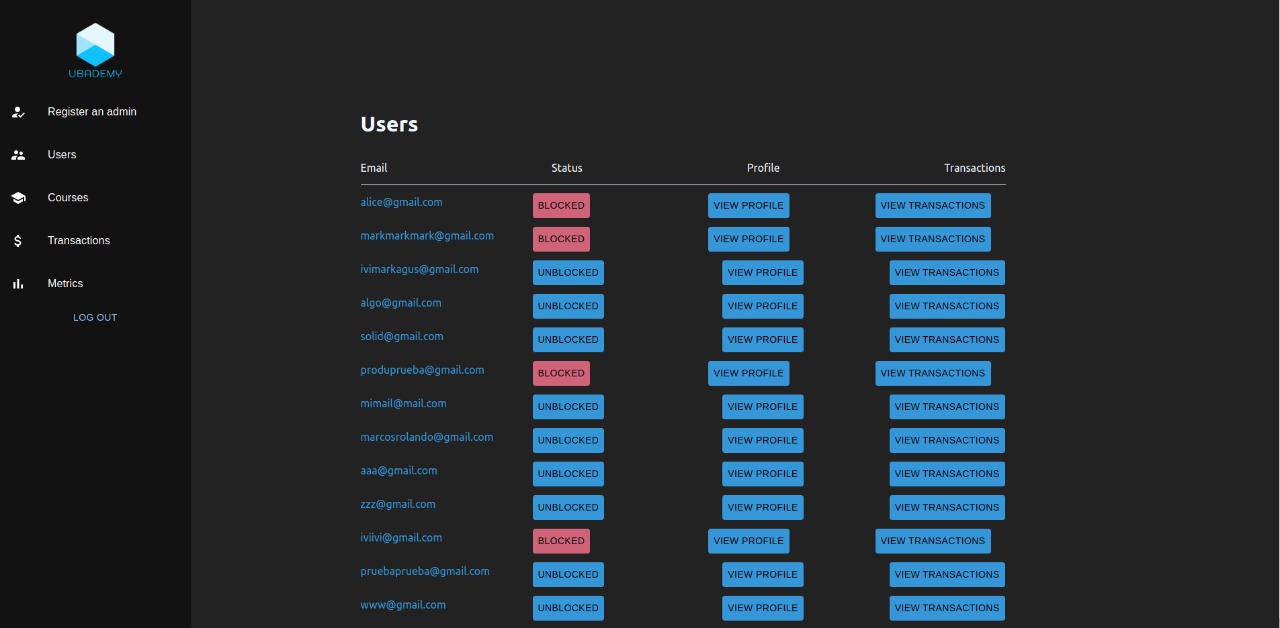 UBADEMY
Register an admin
Users
Courses
Transactions
Metrics
LOG OUT
Users
Email Status Profile Transactions
alice@gmail.com BLOCKED VIEW PROFILE VIEW TRANSACTIONS
markmarkmark@gmail.com BLOCKED VIEW PROFILE VIEW TRANSACTIONS
ivimarkagus@gmail.com UNBLOCKED VIEW PROFILE VIEW TRANSACTIONS
algo@gmail.com UNBLOCKED VIEW PROFILE VIEW TRANSACTIONS
solid@gmail.com UNBLOCKED VIEW PROFILE VIEW TRANSACTIONS
produprueba@gmail.com BLOCKED VIEW PROFILE VIEW TRANSACTIONS
mimail@mail.com UNBLOCKED VIEW PROFILE VIEW TRANSACTIONS
marcosrolando@gmail.com UNBLOCKED VIEW PROFILE VIEW TRANSACTIONS
aaa@gmail.com UNBLOCKED VIEW PROFILE VIEW TRANSACTIONS
zzz@gmail.com UNBLOCKED VIEW PROFILE VIEW TRANSACTIONS
iviivi@gmail.com BLOCKED VIEW PROFILE VIEW TRANSACTIONS
pruebaprueba@gmail.com UNBLOCKED VIEW PROFILE VIEW TRANSACTIONS
www@gmail.com UNBLOCKED VIEW PROFILE VIEW TRANSACTIONS